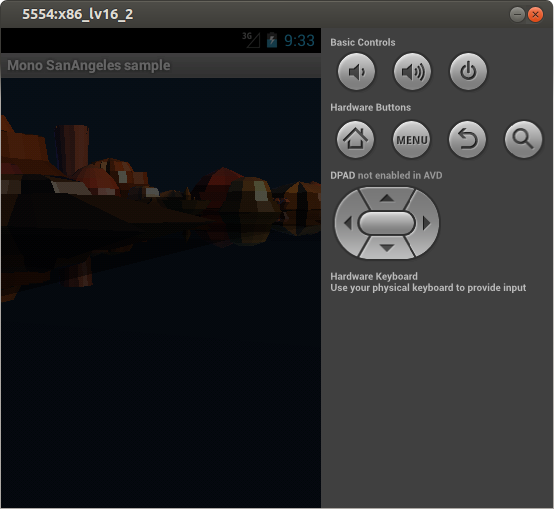 5554:x86_lv16_2
3G
9:33
Mono SanAngeles sample
Basic Controls
Hardware Buttons
MENU
DPAD not enabled in AVD
Hardware Keyboard
Use your physical keyboard to provide input